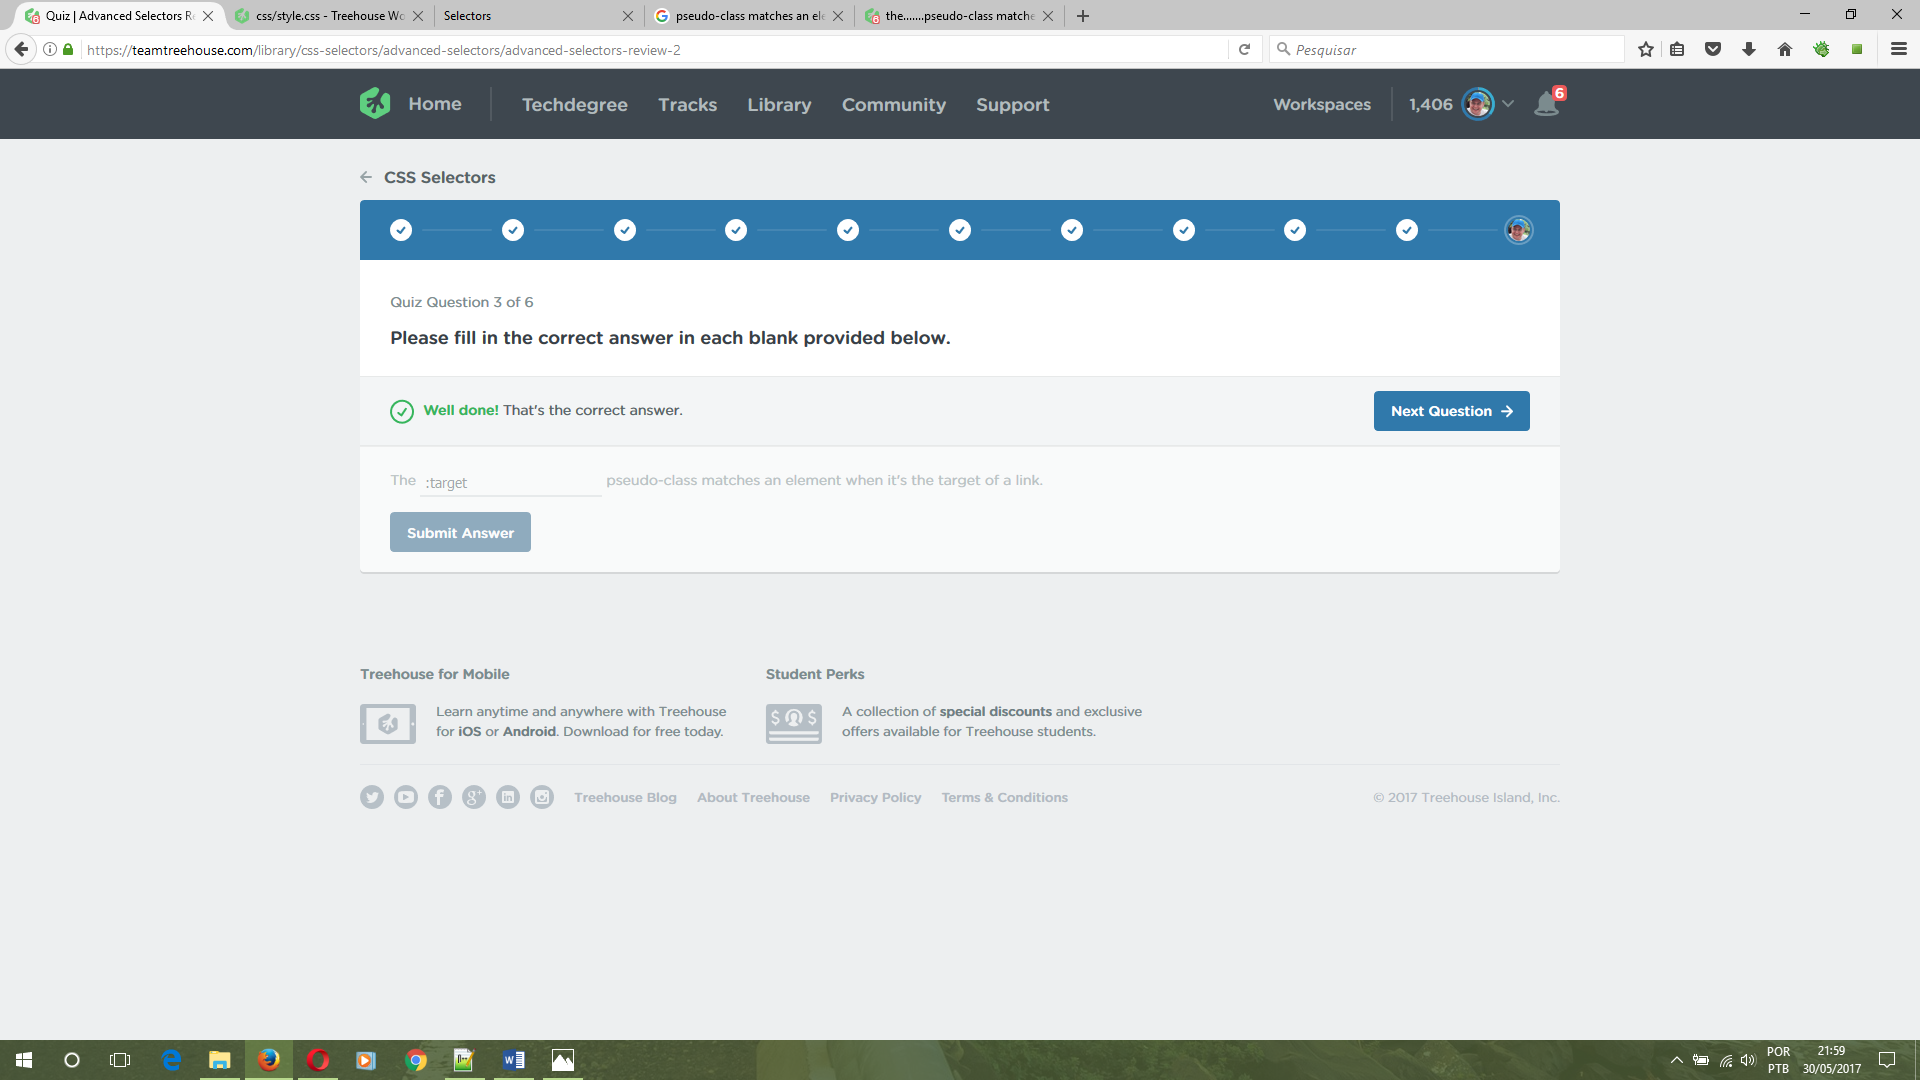 Quiz | Advanced Selectors R
css/style.css - Treehouse Wo
Selectors
pseudo-class matches an ele
the.......pseudo-class matche
https://teamtreehouse.com/library/css-selectors/advanced-selectors/advanced-selectors-review-2
Pesquisar
Home
Techdegree
Tracks
Library
Community
Support
Workspaces
1,406
6
CSS Selectors
Quiz Question 3 of 6
Please fill in the correct answer in each blank provided below.
Well done! That's the correct answer.
Next Question
The :target pseudo-class matches an element when it's the target of a link.
Submit Answer
Treehouse for Mobile
Learn anytime and anywhere with Treehouse
for iOS or Android. Download for free today.
Student Perks
A collection of special discounts and exclusive
offers available for Treehouse students.
Treehouse Blog
About Treehouse
Privacy Policy
Terms & Conditions
© 2017 Treehouse Island, Inc.
POR
PTB
21:59
30/05/2017